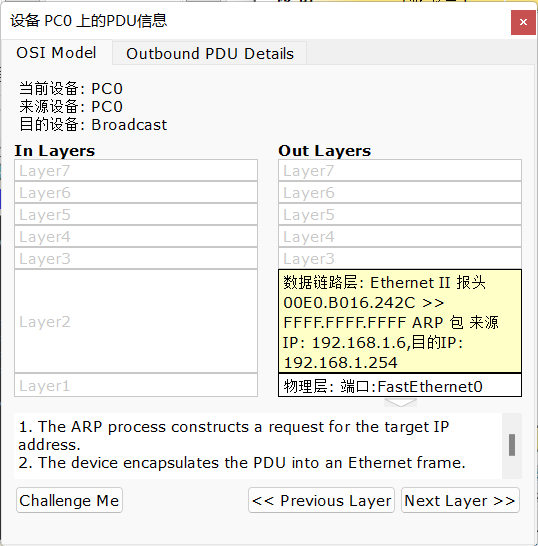 设备 PC0 上的PDU信息
OSI Model
Outbound PDU Details
当前设备: PC0
来源设备: PC0
目的设备: Broadcast
In Layers
Layer7
Layer6
Layer5
Layer4
Layer3
Layer2
Layer1
Out Layers
Layer7
Layer6
Layer5
Layer4
Layer3
数据链路层: Ethernet II 报头
00E0.B016.242C >>
FFFF.FFFF.FFFF ARP 包 来源
IP: 192.168.1.6,目的IP:
192.168.1.254
物理层: 端口:FastEthernet0
1. The ARP process constructs a request for the target IP
address.
2. The device encapsulates the PDU into an Ethernet frame.
Challenge Me
<< Previous Layer
Next Layer >>